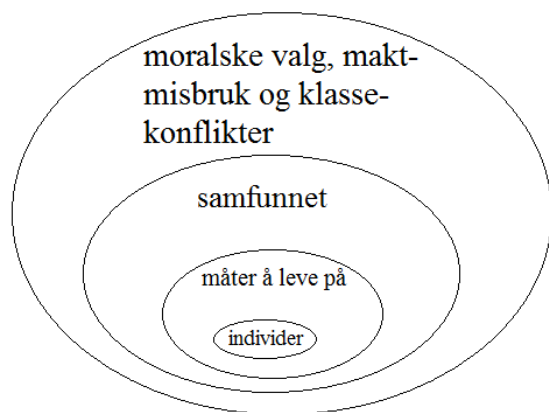 moralske valg, makt-
misbruk og klasse-
konflikter
samfunnet
måter å leve på
individer